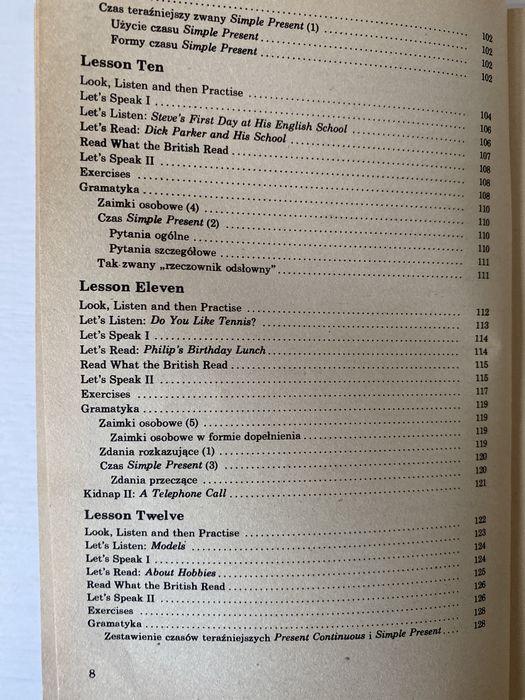 102
Czas teraźniejszy zwany Simple Present (1) 102
Użycie czasu Simple Present 102
Formy czasu Simple Present 102
Lesson Ten
Look, Listen and then Practise 104
Let's Speak I 106
Let's Listen: Steve's First Day at His English School 106
Let's Read: Dick Parker and His School 107
Read What the British Read 108
Let's Speak II 108
Exercises 108
Gramatyka 110
Zaimki osobowe (4) 110
Czas Simple Present (2) 110
Pytania ogólne 110
Pytania szczegółowe 111
Tak zwany „rzeczownik odsłowny” 111
Lesson Eleven
Look, Listen and then Practise 112
Let's Listen: Do You Like Tennis? 113
Let's Speak I 114
Let's Read: Philip's Birthday Lunch 114
Read What the British Read 115
Let's Speak II 115
Exercises 117
Gramatyka 119
Zaimki osobowe (5) 119
Zaimki osobowe w formie dopełnienia 119
Zdania rozkazujące (1) 119
Czas Simple Present (3) 120
Zdania przeczące 120
Kidnap II: A Telephone Call 121
Lesson Twelve
Look, Listen and then Practise 122
Let's Listen: Models 123
Let's Speak I 124
Let's Read: About Hobbies 124
Read What the British Read 125
Let's Speak II 126
Exercises 126
Gramatyka 128
Zestawienie czasów teraźniejszych Present Continuous i Simple Present 128
8